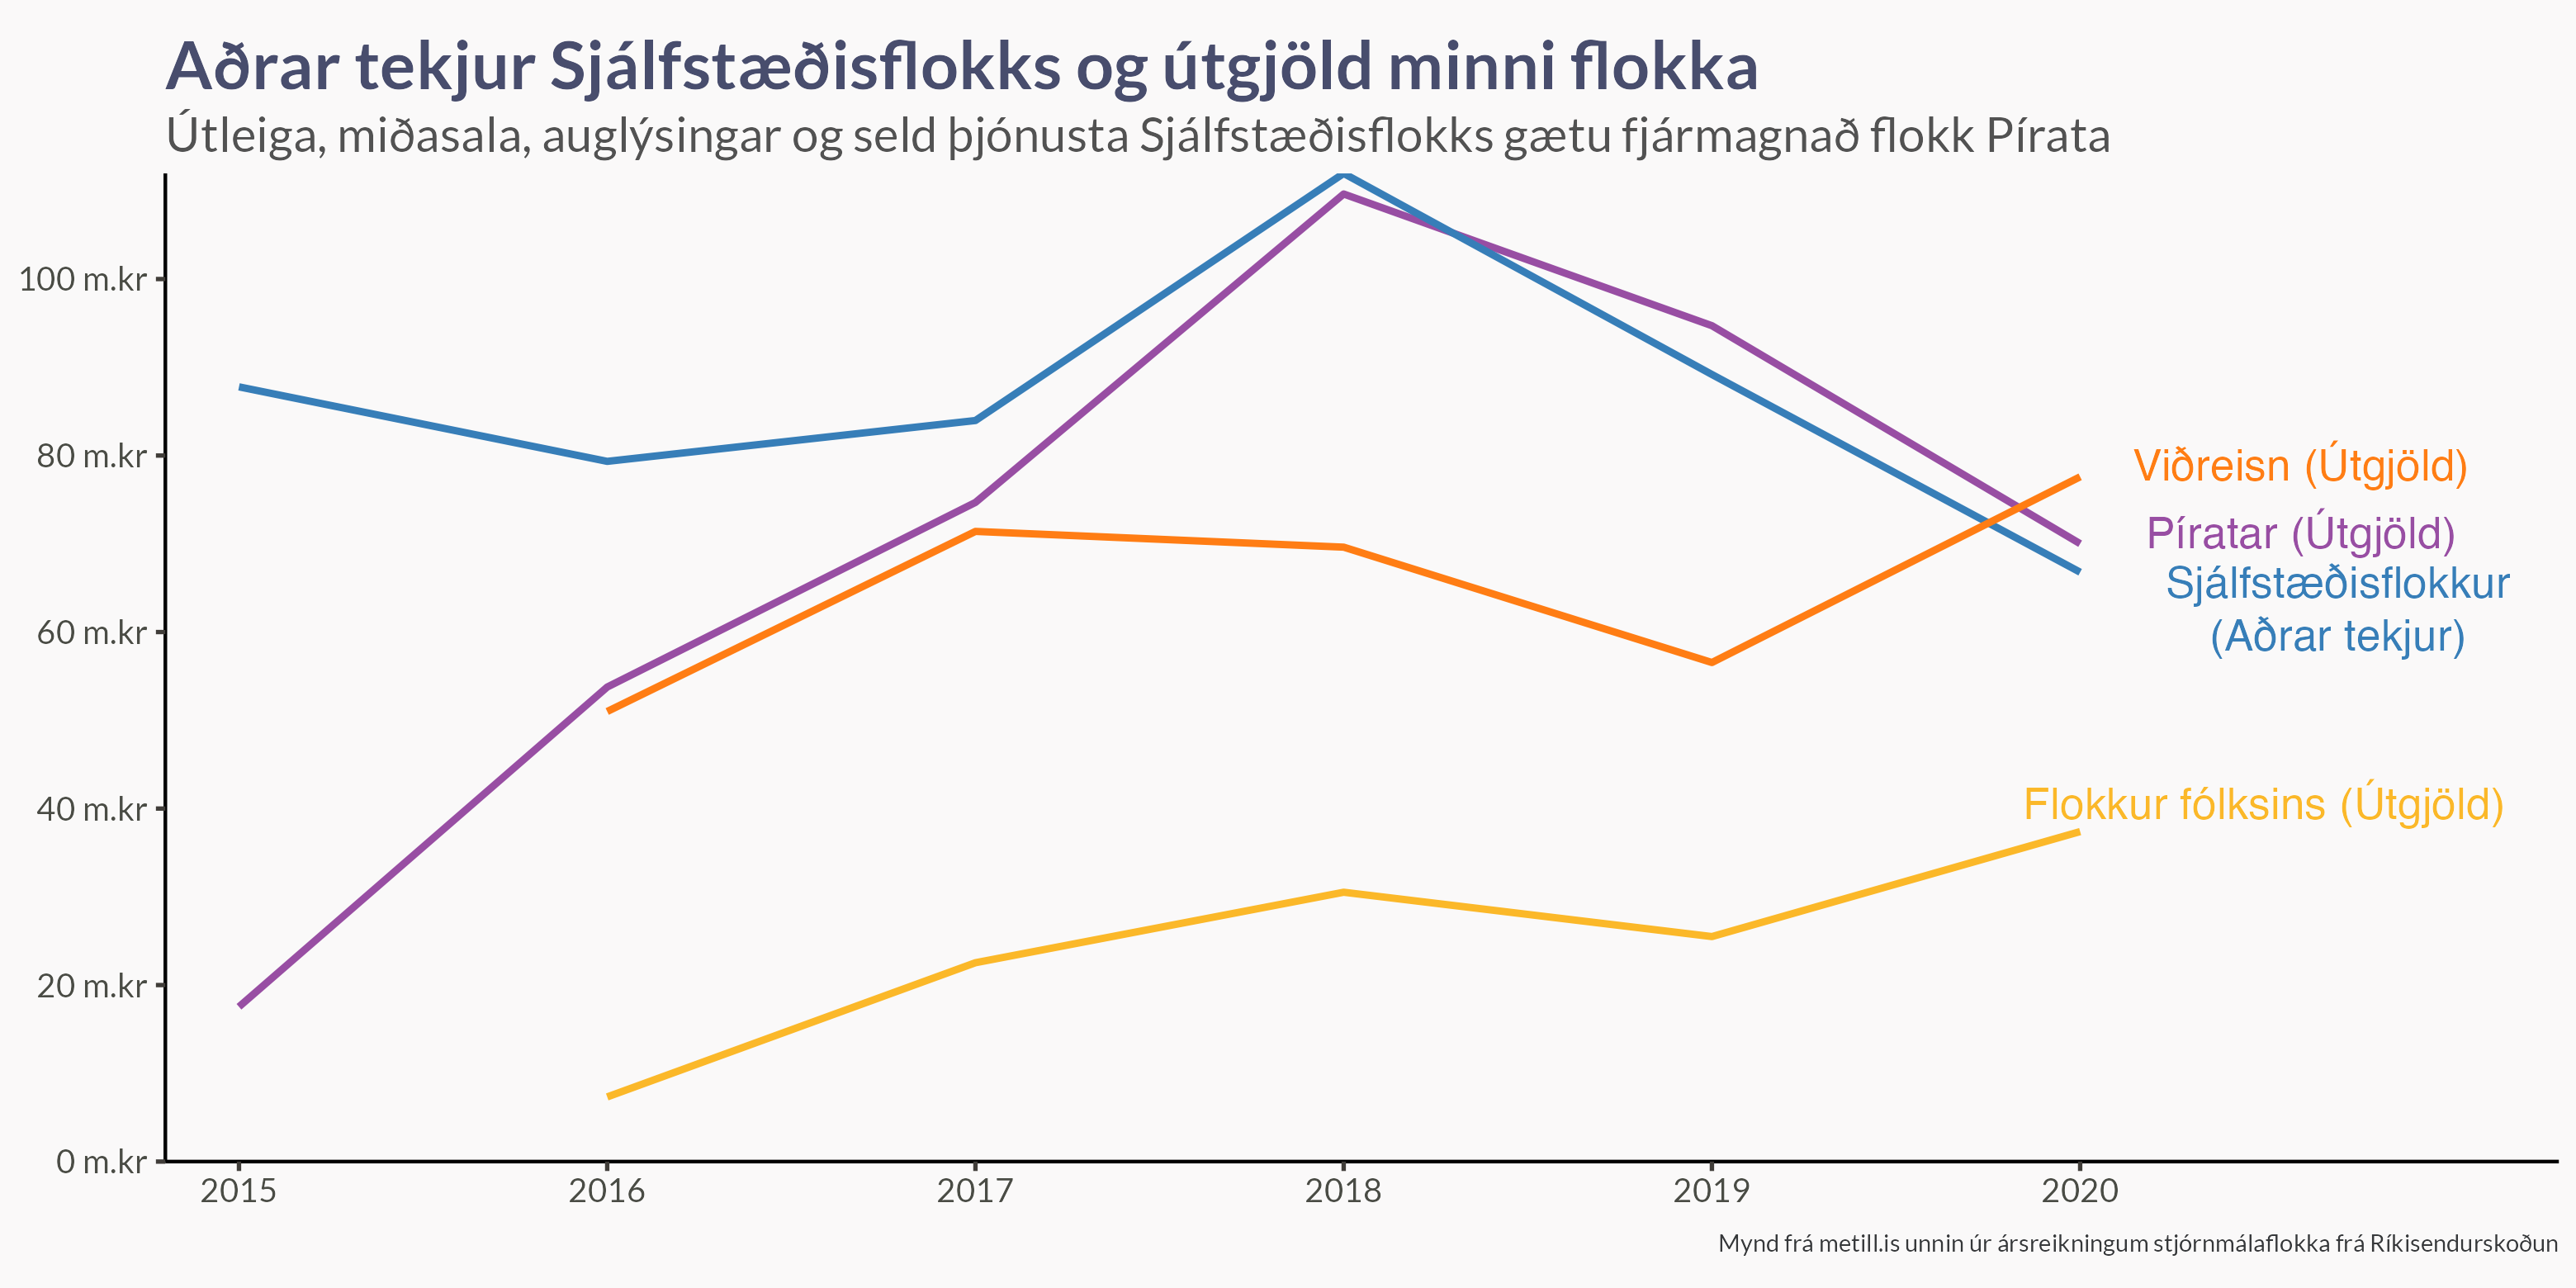 Aðrar tekjur Sjálfstæðisflokks og útgjöld minni flokka
Útleiga, miðasala, auglýsingar og seld þjónusta Sjálfstæðisflokks gætu fjármagnað flokk Pírata
100 m.kr
80 m.kr
60 m.kr
40 m.kr
20 m.kr
0 m.kr
Viðreisn (Útgjöld)
Píratar (Útgjöld)
Sjálfstæðisflokkur
(Aðrar tekjur)
Flokkur fólksins (Útgjöld)
2015 2016 2017 2018 2019 2020
Mynd frá metill.is unnin úr ársreikningum stjórnmálaflokka frá Ríkisendurskoðun